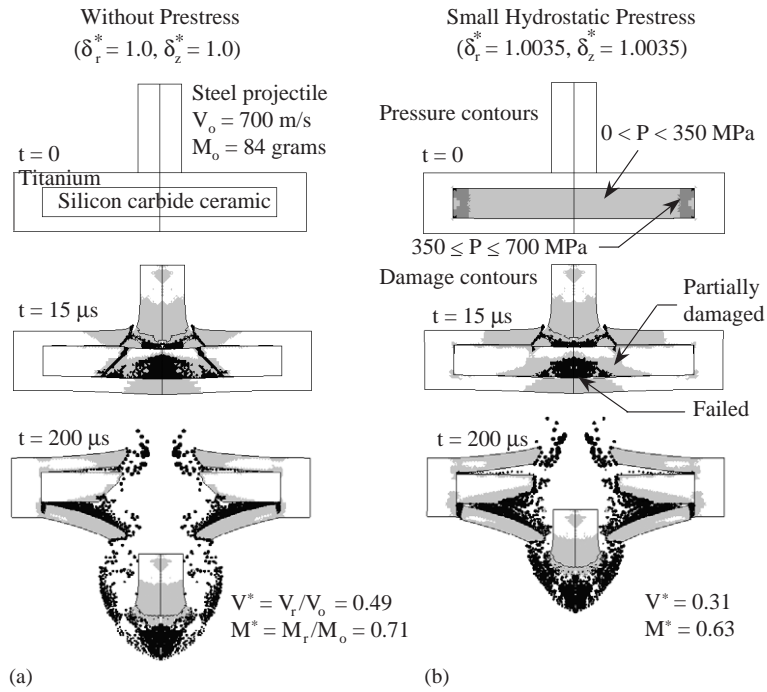 Without Prestress
(δ*r = 1.0, δ*z = 1.0)
Steel projectile
Vo = 700 m/s
Mo = 84 grams
t = 0
Titanium
Silicon carbide ceramic
t = 15 μs
t = 200 μs
V* = Vr/Vo = 0.49
M* = Mr/Mo = 0.71
(a)
Small Hydrostatic Prestress
(δ*r = 1.0035, δ*z = 1.0035)
Pressure contours
0 < P < 350 MPa
t = 0
350 ≤ P ≤ 700 MPa
Damage contours
t = 15 μs
Partially
damaged
Failed
t = 200 μs
V* = 0.31
M* = 0.63
(b)